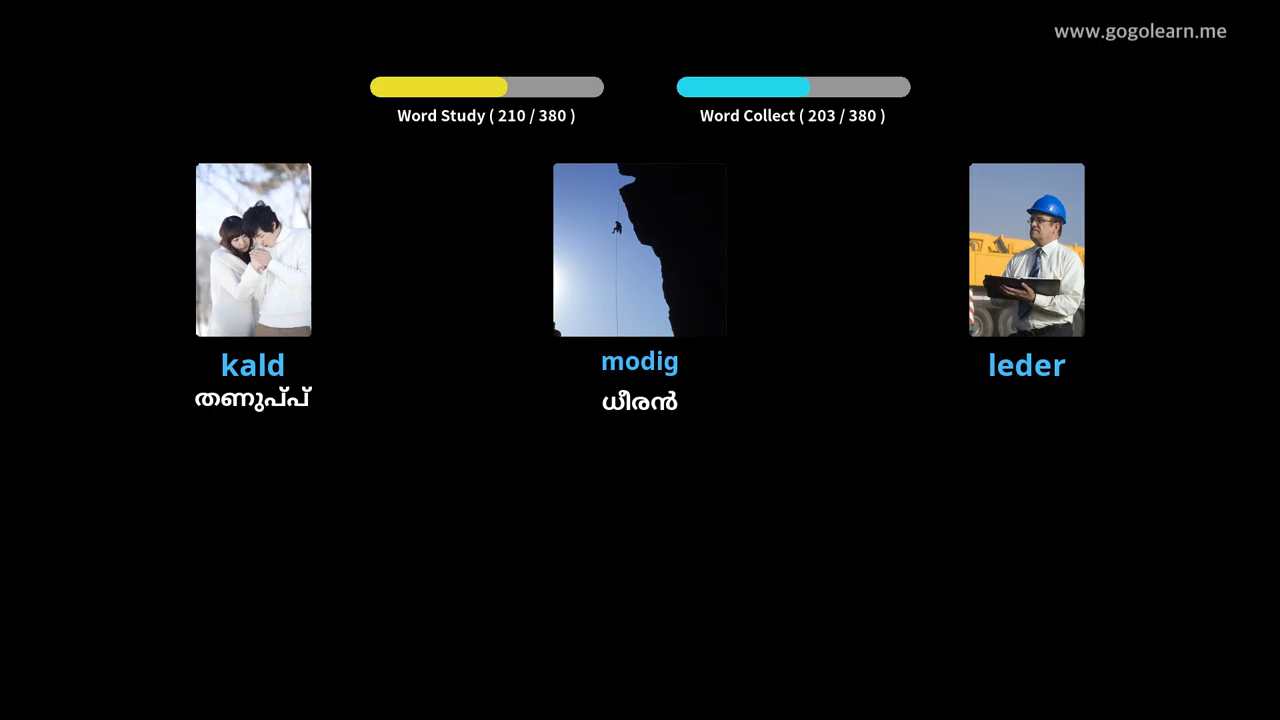 www.gogolearn.me
Word Study ( 210 / 380 )
Word Collect ( 203 / 380 )
kald
modig
leder
തണുപ്പ്
ധീരൻ